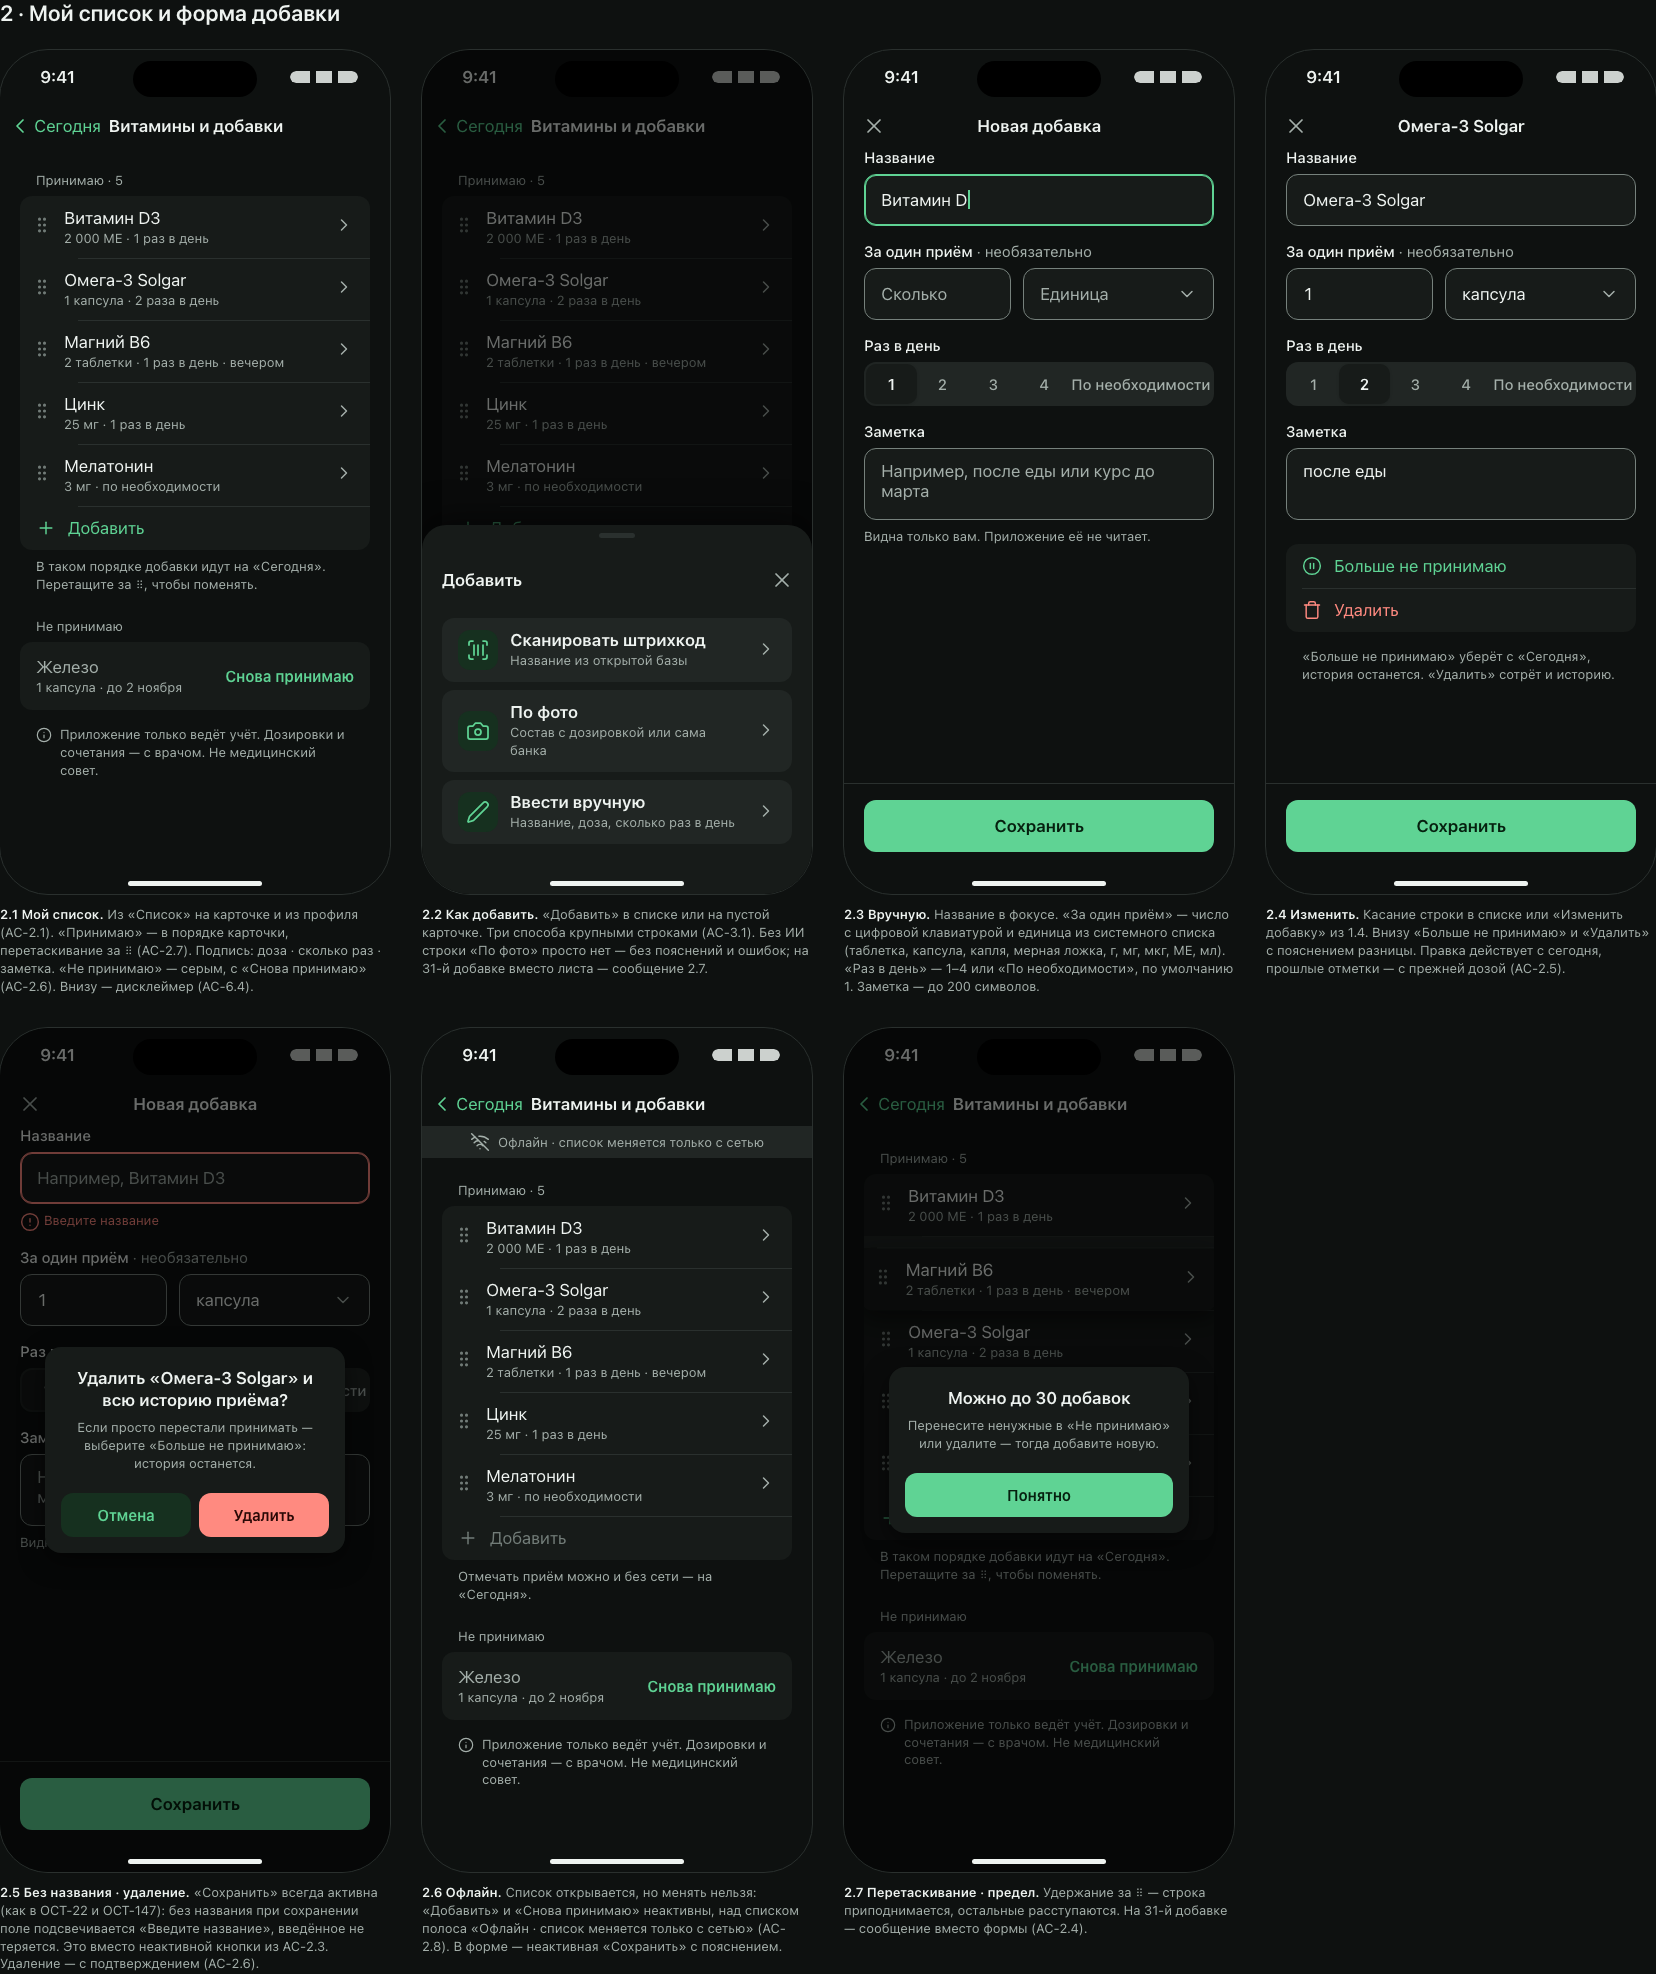 2 · Мой список и форма добавки
9:41
Сегодня Витамины и добавки
Принимаю · 5
Витамин D3
2 000 МЕ · 1 раз в день
Омега-3 Solgar
1 капсула · 2 раза в день
Магний B6
2 таблетки · 1 раз в день · вечером
Цинк
25 мг · 1 раз в день
Мелатонин
3 мг · по необходимости
Добавить
В таком порядке добавки идут на «Сегодня».
Перетащите за ⠿, чтобы поменять.
Не принимаю
Железо
1 капсула · до 2 ноября
Снова принимаю
Приложение только ведёт учёт. Дозировки и
сочетания — с врачом. Не медицинский
совет.
2.1 Мой список. Из «Список» на карточке и из профиля
(AC-2.1). «Принимаю» — в порядке карточки,
перетаскивание за ⠿ (AC-2.7). Подпись: доза · сколько раз ·
заметка. «Не принимаю» — серым, с «Снова принимаю»
(AC-2.6). Внизу — дисклеймер (AC-6.4).
9:41
Сегодня Витамины и добавки
Принимаю · 5
Витамин D3
2 000 МЕ · 1 раз в день
Омега-3 Solgar
1 капсула · 2 раза в день
Магний B6
2 таблетки · 1 раз в день · вечером
Цинк
25 мг · 1 раз в день
Мелатонин
3 мг · по необходимости
Добавить
Сканировать штрихкод
Название из открытой базы
По фото
Состав с дозировкой или сама
банка
Ввести вручную
Название, доза, сколько раз в день
2.2 Как добавить. «Добавить» в списке или на пустой
карточке. Три способа крупными строками (AC-3.1). Без ИИ
строки «По фото» просто нет — без пояснений и ошибок; на
31-й добавке вместо листа — сообщение 2.7.
9:41
Новая добавка
Название
Витамин D
За один приём · необязательно
Сколько
Единица
Раз в день
1 2 3 4 По необходимости
Заметка
Например, после еды или курс до
марта
Видна только вам. Приложение её не читает.
Сохранить
2.3 Вручную. Название в фокусе. «За один приём» — число
с цифровой клавиатурой и единица из системного списка
(таблетка, капсула, капля, мерная ложка, г, мг, мкг, МЕ, мл).
«Раз в день» — 1–4 или «По необходимости», по умолчанию
1. Заметка — до 200 символов.
9:41
Омега-3 Solgar
Название
Омега-3 Solgar
За один приём · необязательно
1
капсула
Раз в день
1 2 3 4 По необходимости
Заметка
после еды
Больше не принимаю
Удалить
«Больше не принимаю» уберёт с «Сегодня»,
история останется. «Удалить» сотрёт и историю.
Сохранить
2.4 Изменить. Касание строки в списке или «Изменить
добавку» из 1.4. Внизу «Больше не принимаю» и «Удалить»
с пояснением разницы. Правка действует с сегодня,
прошлые отметки — с прежней дозой (AC-2.5).
9:41
Новая добавка
Название
Например, Витамин D3
Введите название
За один приём · необязательно
1
капсула
Раз
сти
Удалить «Омега-3 Solgar» и
всю историю приёма?
Если просто перестали принимать —
выберите «Больше не принимаю»:
история останется.
Отмена
Удалить
Зам
Вид
Сохранить
2.5 Без названия · удаление. «Сохранить» всегда активна
(как в ОСТ-22 и ОСТ-147): без названия при сохранении
поле подсвечивается «Введите название», введённое не
теряется. Это вместо неактивной кнопки из AC-2.3.
Удаление — с подтверждением (AC-2.6).
9:41
Сегодня Витамины и добавки
Офлайн · список меняется только с сетью
Принимаю · 5
Витамин D3
2 000 МЕ · 1 раз в день
Омега-3 Solgar
1 капсула · 2 раза в день
Магний B6
2 таблетки · 1 раз в день · вечером
Цинк
25 мг · 1 раз в день
Мелатонин
3 мг · по необходимости
Добавить
Отмечать приём можно и без сети — на
«Сегодня».
Не принимаю
Железо
1 капсула · до 2 ноября
Снова принимаю
Приложение только ведёт учёт. Дозировки и
сочетания — с врачом. Не медицинский
совет.
2.6 Офлайн. Список открывается, но менять нельзя:
«Добавить» и «Снова принимаю» неактивны, над списком
полоса «Офлайн · список меняется только с сетью» (AC-
2.8). В форме — неактивная «Сохранить» с пояснением.
9:41
Сегодня Витамины и добавки
Принимаю · 5
Витамин D3
2 000 МЕ · 1 раз в день
Магний B6
2 таблетки · 1 раз в день · вечером
Омега-3 Solgar
1 капсула · 2 раза в день
Можно до 30 добавок
Перенесите ненужные в «Не принимаю»
или удалите — тогда добавите новую.
Понятно
В таком порядке добавки идут на «Сегодня».
Перетащите за ⠿, чтобы поменять.
Не принимаю
Железо
1 капсула · до 2 ноября
Снова принимаю
Приложение только ведёт учёт. Дозировки и
сочетания — с врачом. Не медицинский
совет.
2.7 Перетаскивание · предел. Удержание за ⠿ — строка
приподнимается, остальные расступаются. На 31-й добавке
— сообщение вместо формы (AC-2.4).